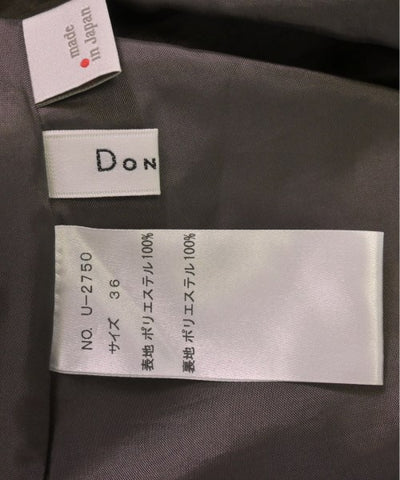 made
in Japan
Doz
NO. U-2750
サイズ 36
表地 ポリエステル100%
裏地 ポリエステル100%